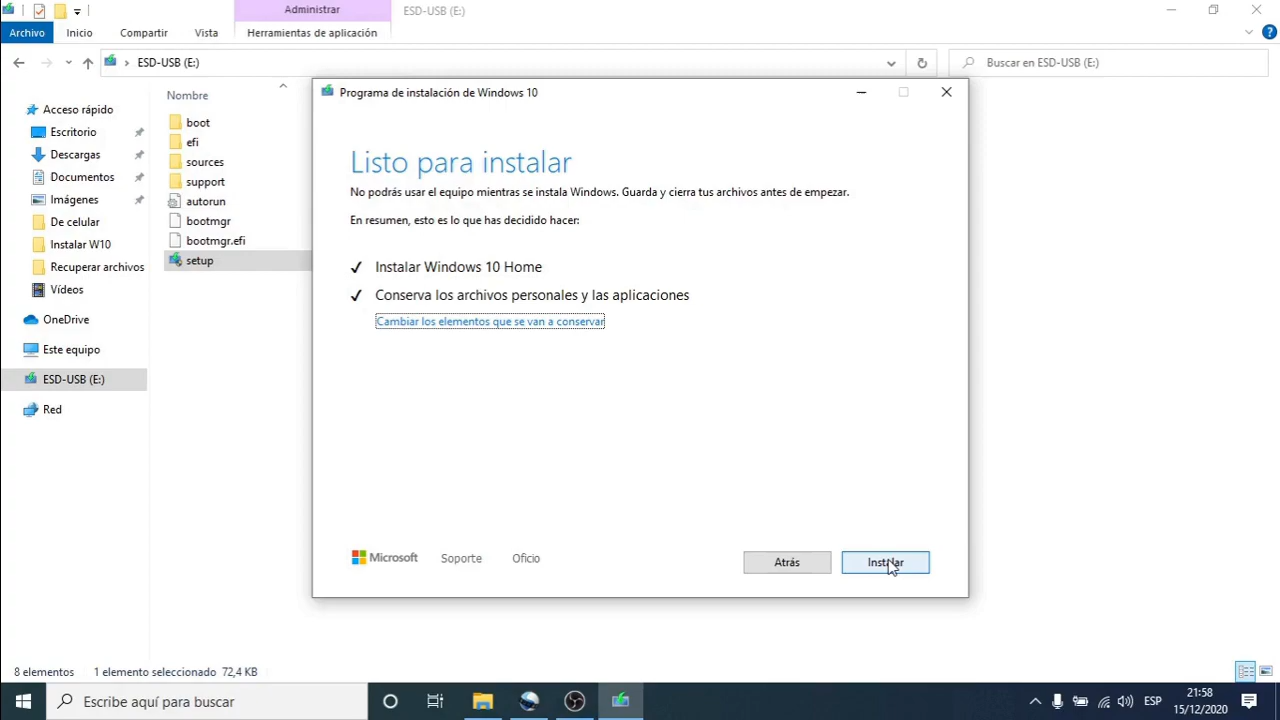 Administrar
ESD-USB (E:)
Archivo
Inicio
Compartir
Vista
Herramientas de aplicación
ESD-USB (E:)
Buscar en ESD-USB (E:)
Acceso rápido
Escritorio
Descargas
Documentos
Imágenes
De celular
Instalar W10
Recuperar archivos
Vídeos
OneDrive
Este equipo
ESD-USB (E:)
Red
Nombre
boot
efi
sources
support
autorun
bootmgr
bootmgr.efi
setup
Programa de instalación de Windows 10
Listo para instalar
No podrás usar el equipo mientras se instala Windows. Guarda y cierra tus archivos antes de empezar.
En resumen, esto es lo que has decidido hacer:
Instalar Windows 10 Home
Conserva los archivos personales y las aplicaciones
Cambiar los elementos que se van a conservar
Microsoft
Soporte
Oficio
Atrás
Instalar
8 elementos
1 elemento seleccionado 72,4 KB
Escribe aquí para buscar
ESP
21:58
15/12/2020